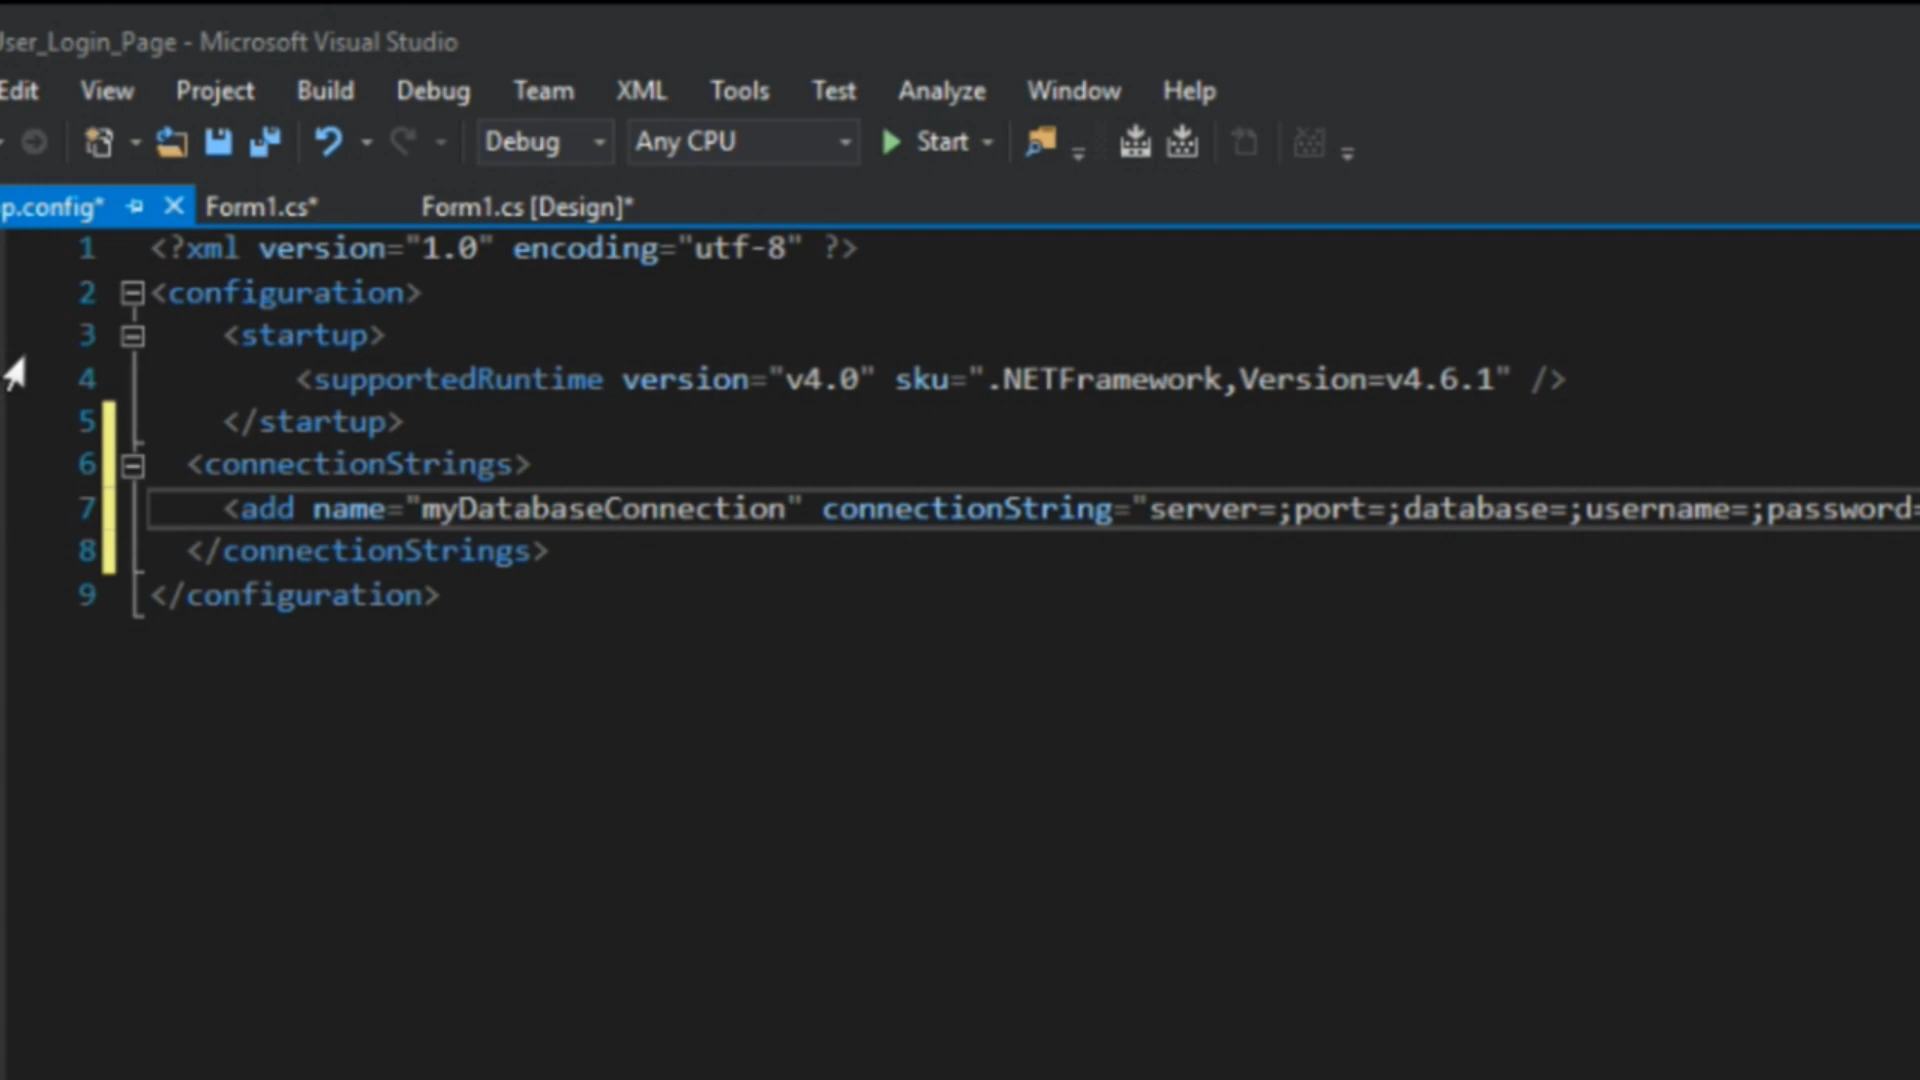 User_Login_Page - Microsoft Visual Studio
Edit View Project Build Debug Team XML Tools Test Analyze Window Help
Debug Any CPU Start
p.config* Form1.cs* Form1.cs [Design]*
1 <?xml version="1.0" encoding="utf-8" ?>
2 <configuration>
3 <startup>
4 <supportedRuntime version="v4.0" sku=".NETFramework,Version=v4.6.1" />
5 </startup>
6 <connectionStrings>
7 <add name="myDatabaseConnection" connectionString="server=;port=;database=;username=;password=
8 </connectionStrings>
9 </configuration>